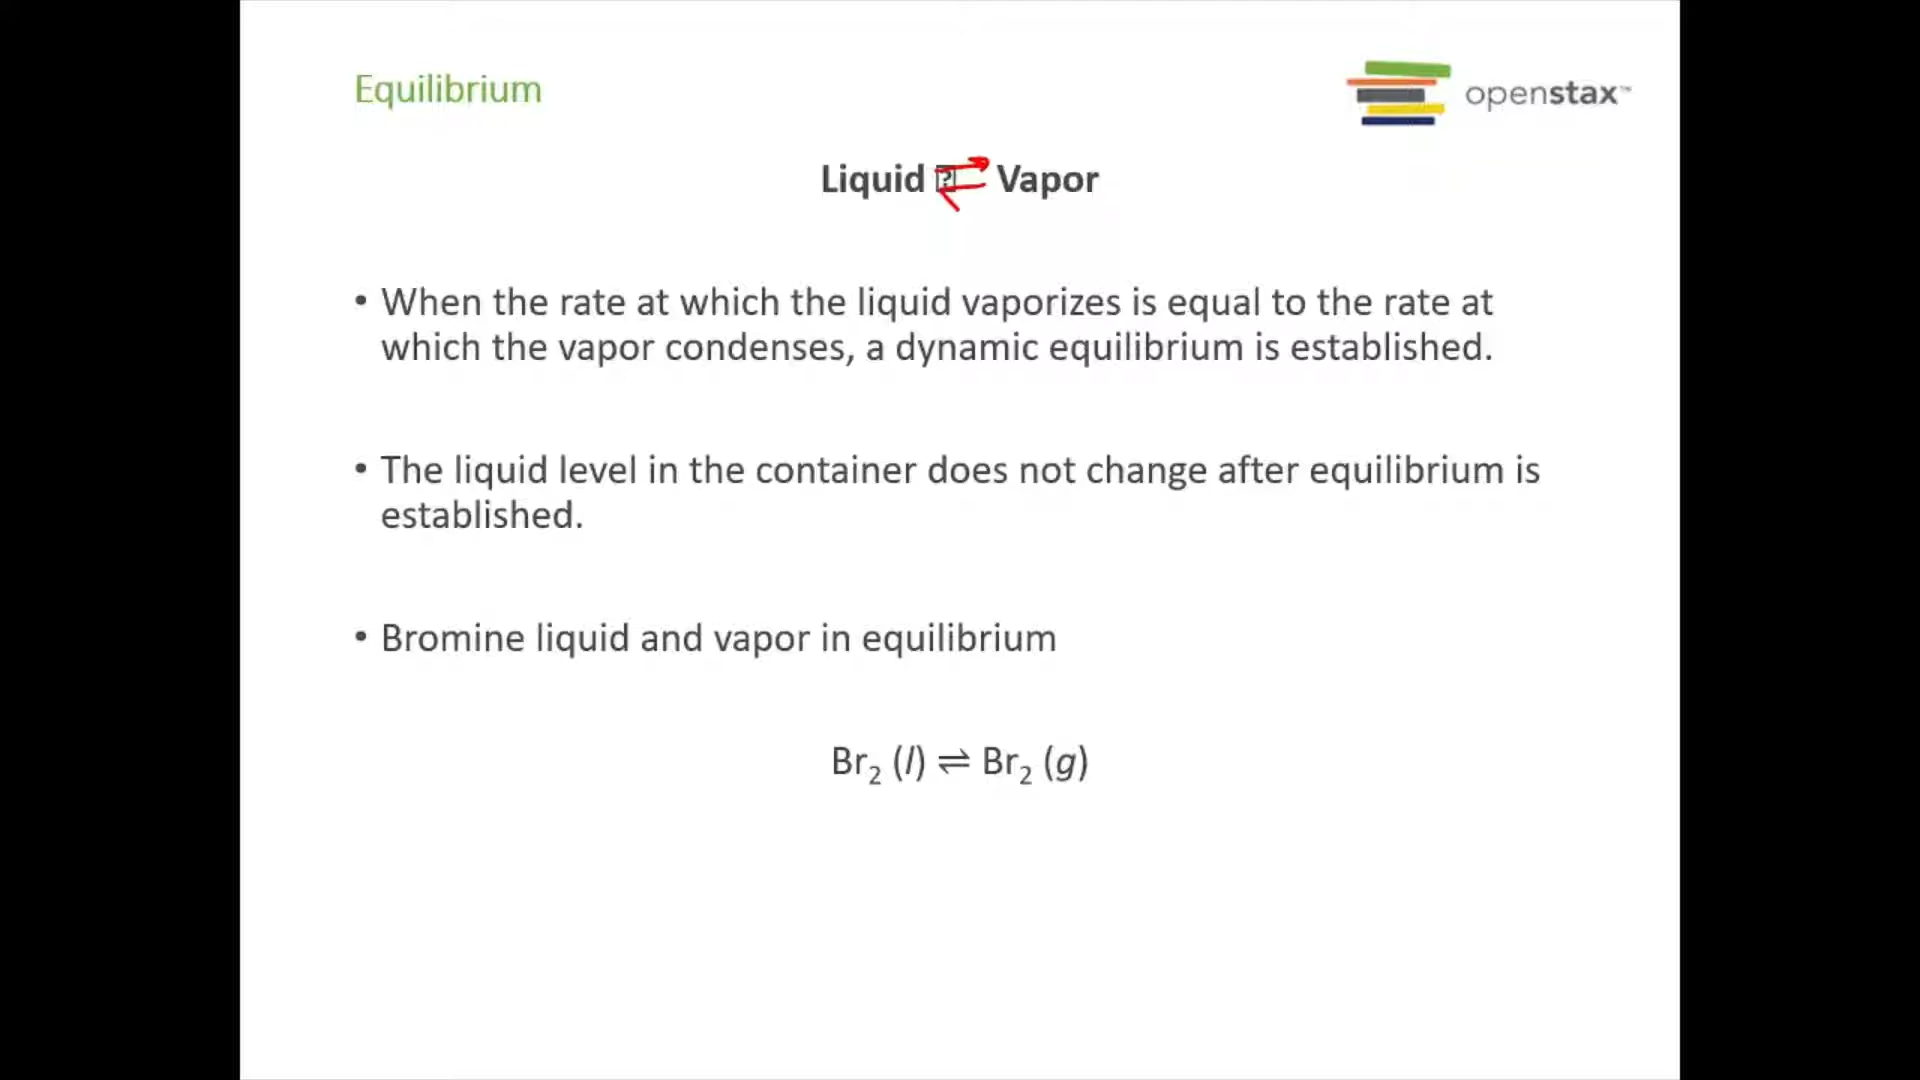 Equilibrium
openstax™
Liquid ⇌ Vapor
• When the rate at which the liquid vaporizes is equal to the rate at
which the vapor condenses, a dynamic equilibrium is established.
• The liquid level in the container does not change after equilibrium is
established.
• Bromine liquid and vapor in equilibrium
Br₂ (l) ⇌ Br₂ (g)